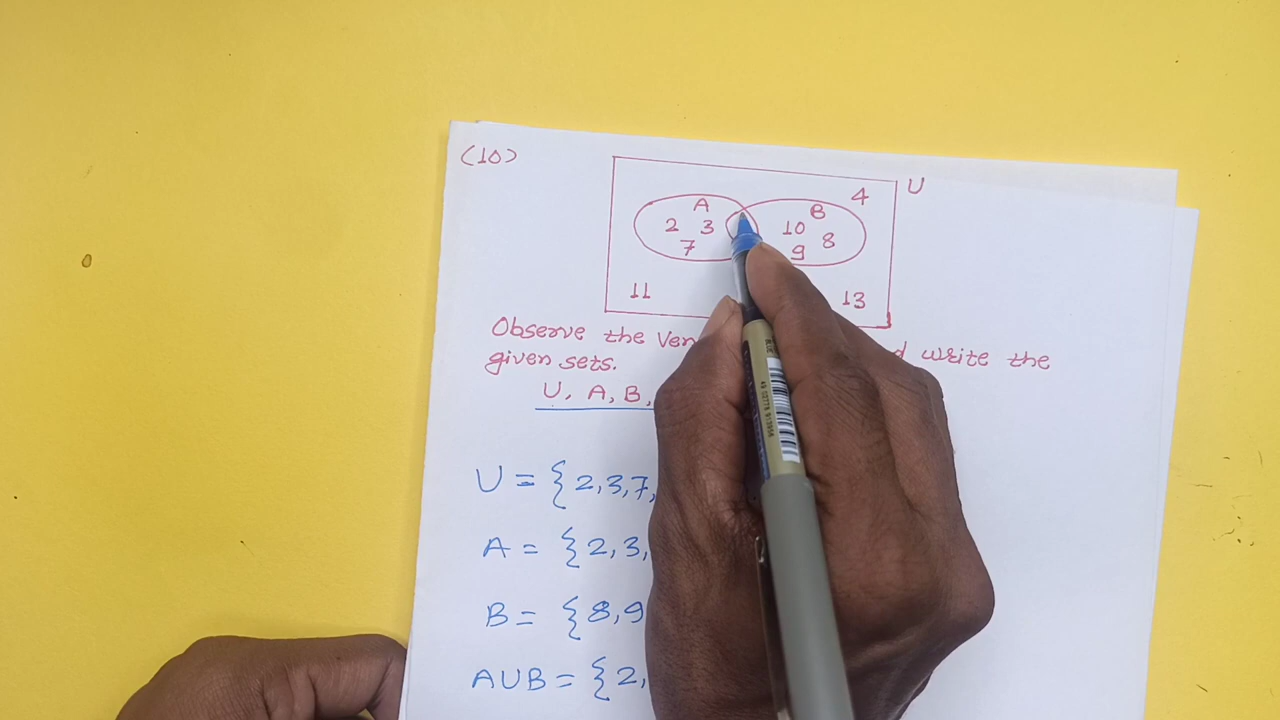 (10)
U
4
A
B
2 3
10
7
8
9
11
13
Observe the Ven
d write the
given sets.
U, A, B,
U = {2,3,7,
A = {2,3,
B = {8,9
AUB = {2,